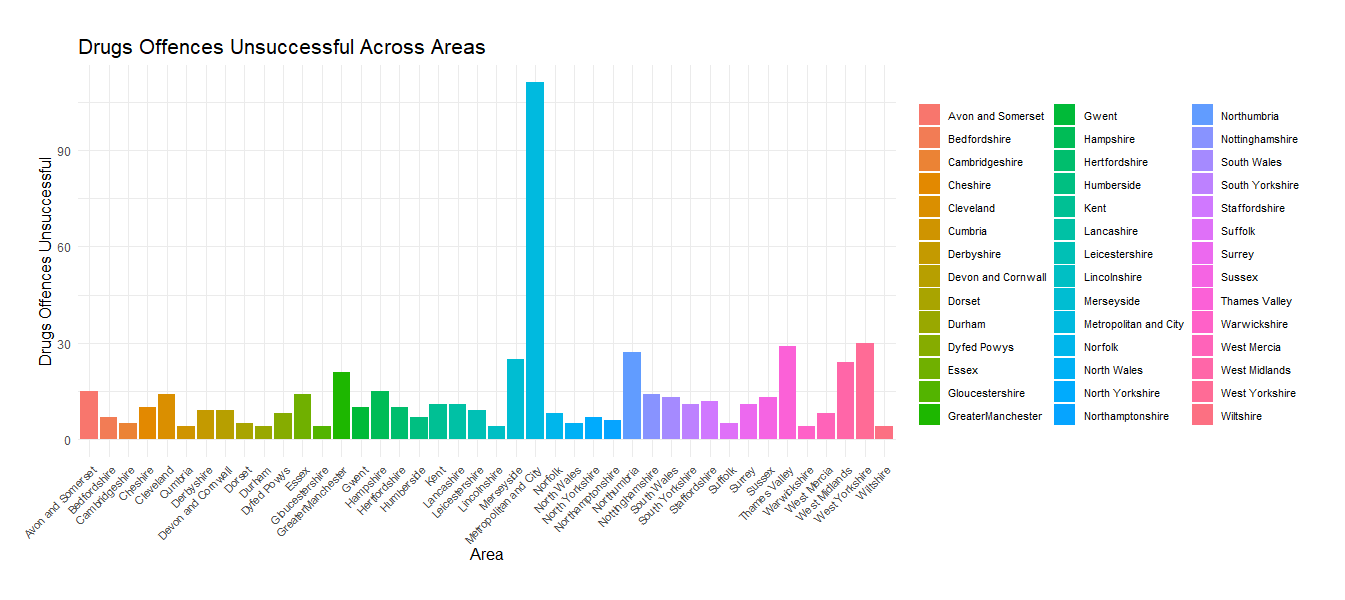 Drugs Offences Unsuccessful Across Areas
Drugs Offences Unsuccessful
90
60
30
0
Avon and Somerset
Bedfordshire
Cambridgeshire
Cheshire
Cleveland
Cumbria
Derbyshire
Devon and Cornwall
Dorset
Durham
Dyfed Powys
Essex
Gloucestershire
GreaterManchester
Gwent
Hampshire
Hertfordshire
Humberside
Kent
Lancashire
Leicestershire
Lincolnshire
Merseyside
Metropolitan and City
Norfolk
North Wales
North Yorkshire
Northamptonshire
Northumbria
Nottinghamshire
South Wales
South Yorkshire
Staffordshire
Suffolk
Surrey
Sussex
Thames Valley
Warwickshire
West Mercia
West Midlands
West Yorkshire
Wiltshire
Area
Avon and Somerset
Bedfordshire
Cambridgeshire
Cheshire
Cleveland
Cumbria
Derbyshire
Devon and Cornwall
Dorset
Durham
Dyfed Powys
Essex
Gloucestershire
GreaterManchester
Gwent
Hampshire
Hertfordshire
Humberside
Kent
Lancashire
Leicestershire
Lincolnshire
Merseyside
Metropolitan and City
Norfolk
North Wales
North Yorkshire
Northamptonshire
Northumbria
Nottinghamshire
South Wales
South Yorkshire
Staffordshire
Suffolk
Surrey
Sussex
Thames Valley
Warwickshire
West Mercia
West Midlands
West Yorkshire
Wiltshire